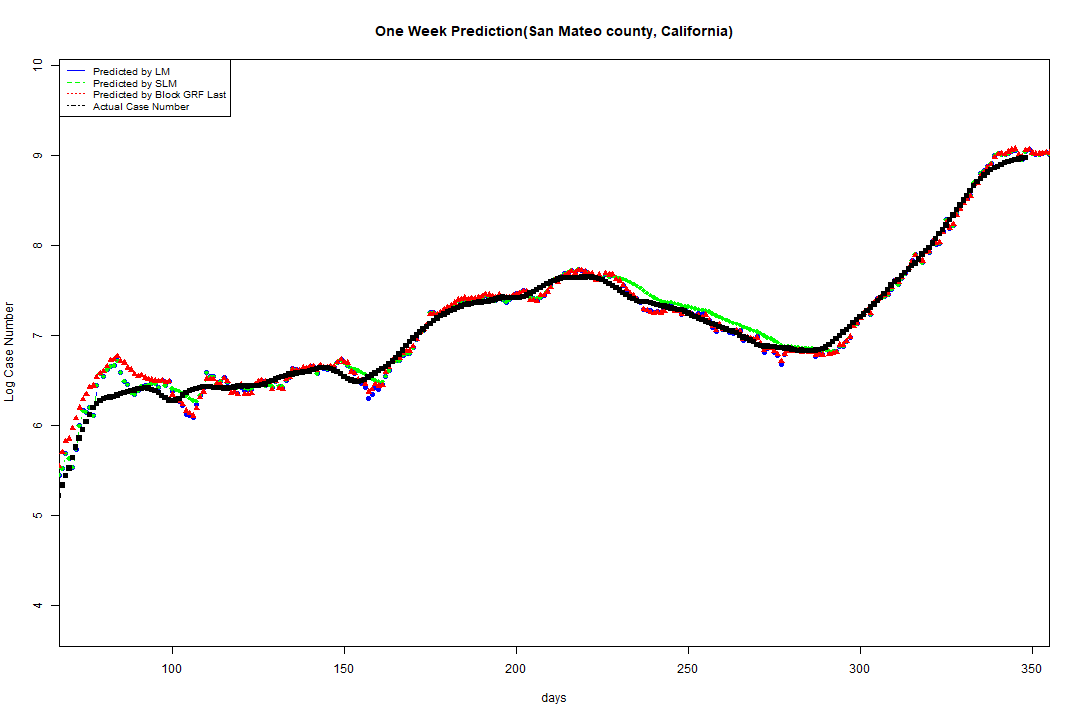 One Week Prediction(San Mateo county, California)
Predicted by LM
Predicted by SLM
Predicted by Block GRF Last
Actual Case Number
10
9
8
7
6
5
4
Log Case Number
100 150 200 250 300 350
days